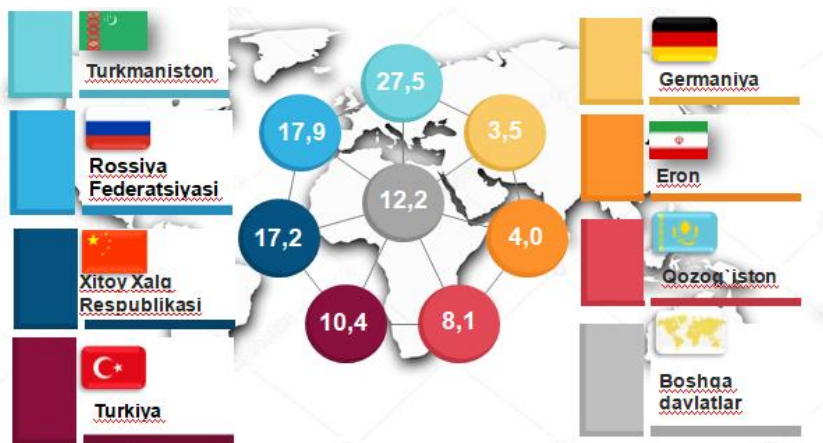 Turkmaniston
Rossiya
Federatsiyasi
Xitoy Xalq
Respublikasi
Turkiya
27,5
17,9
3,5
12,2
17,2
4,0
10,4
8,1
Germaniya
Eron
Qozog`iston
Boshqa
davlatlar